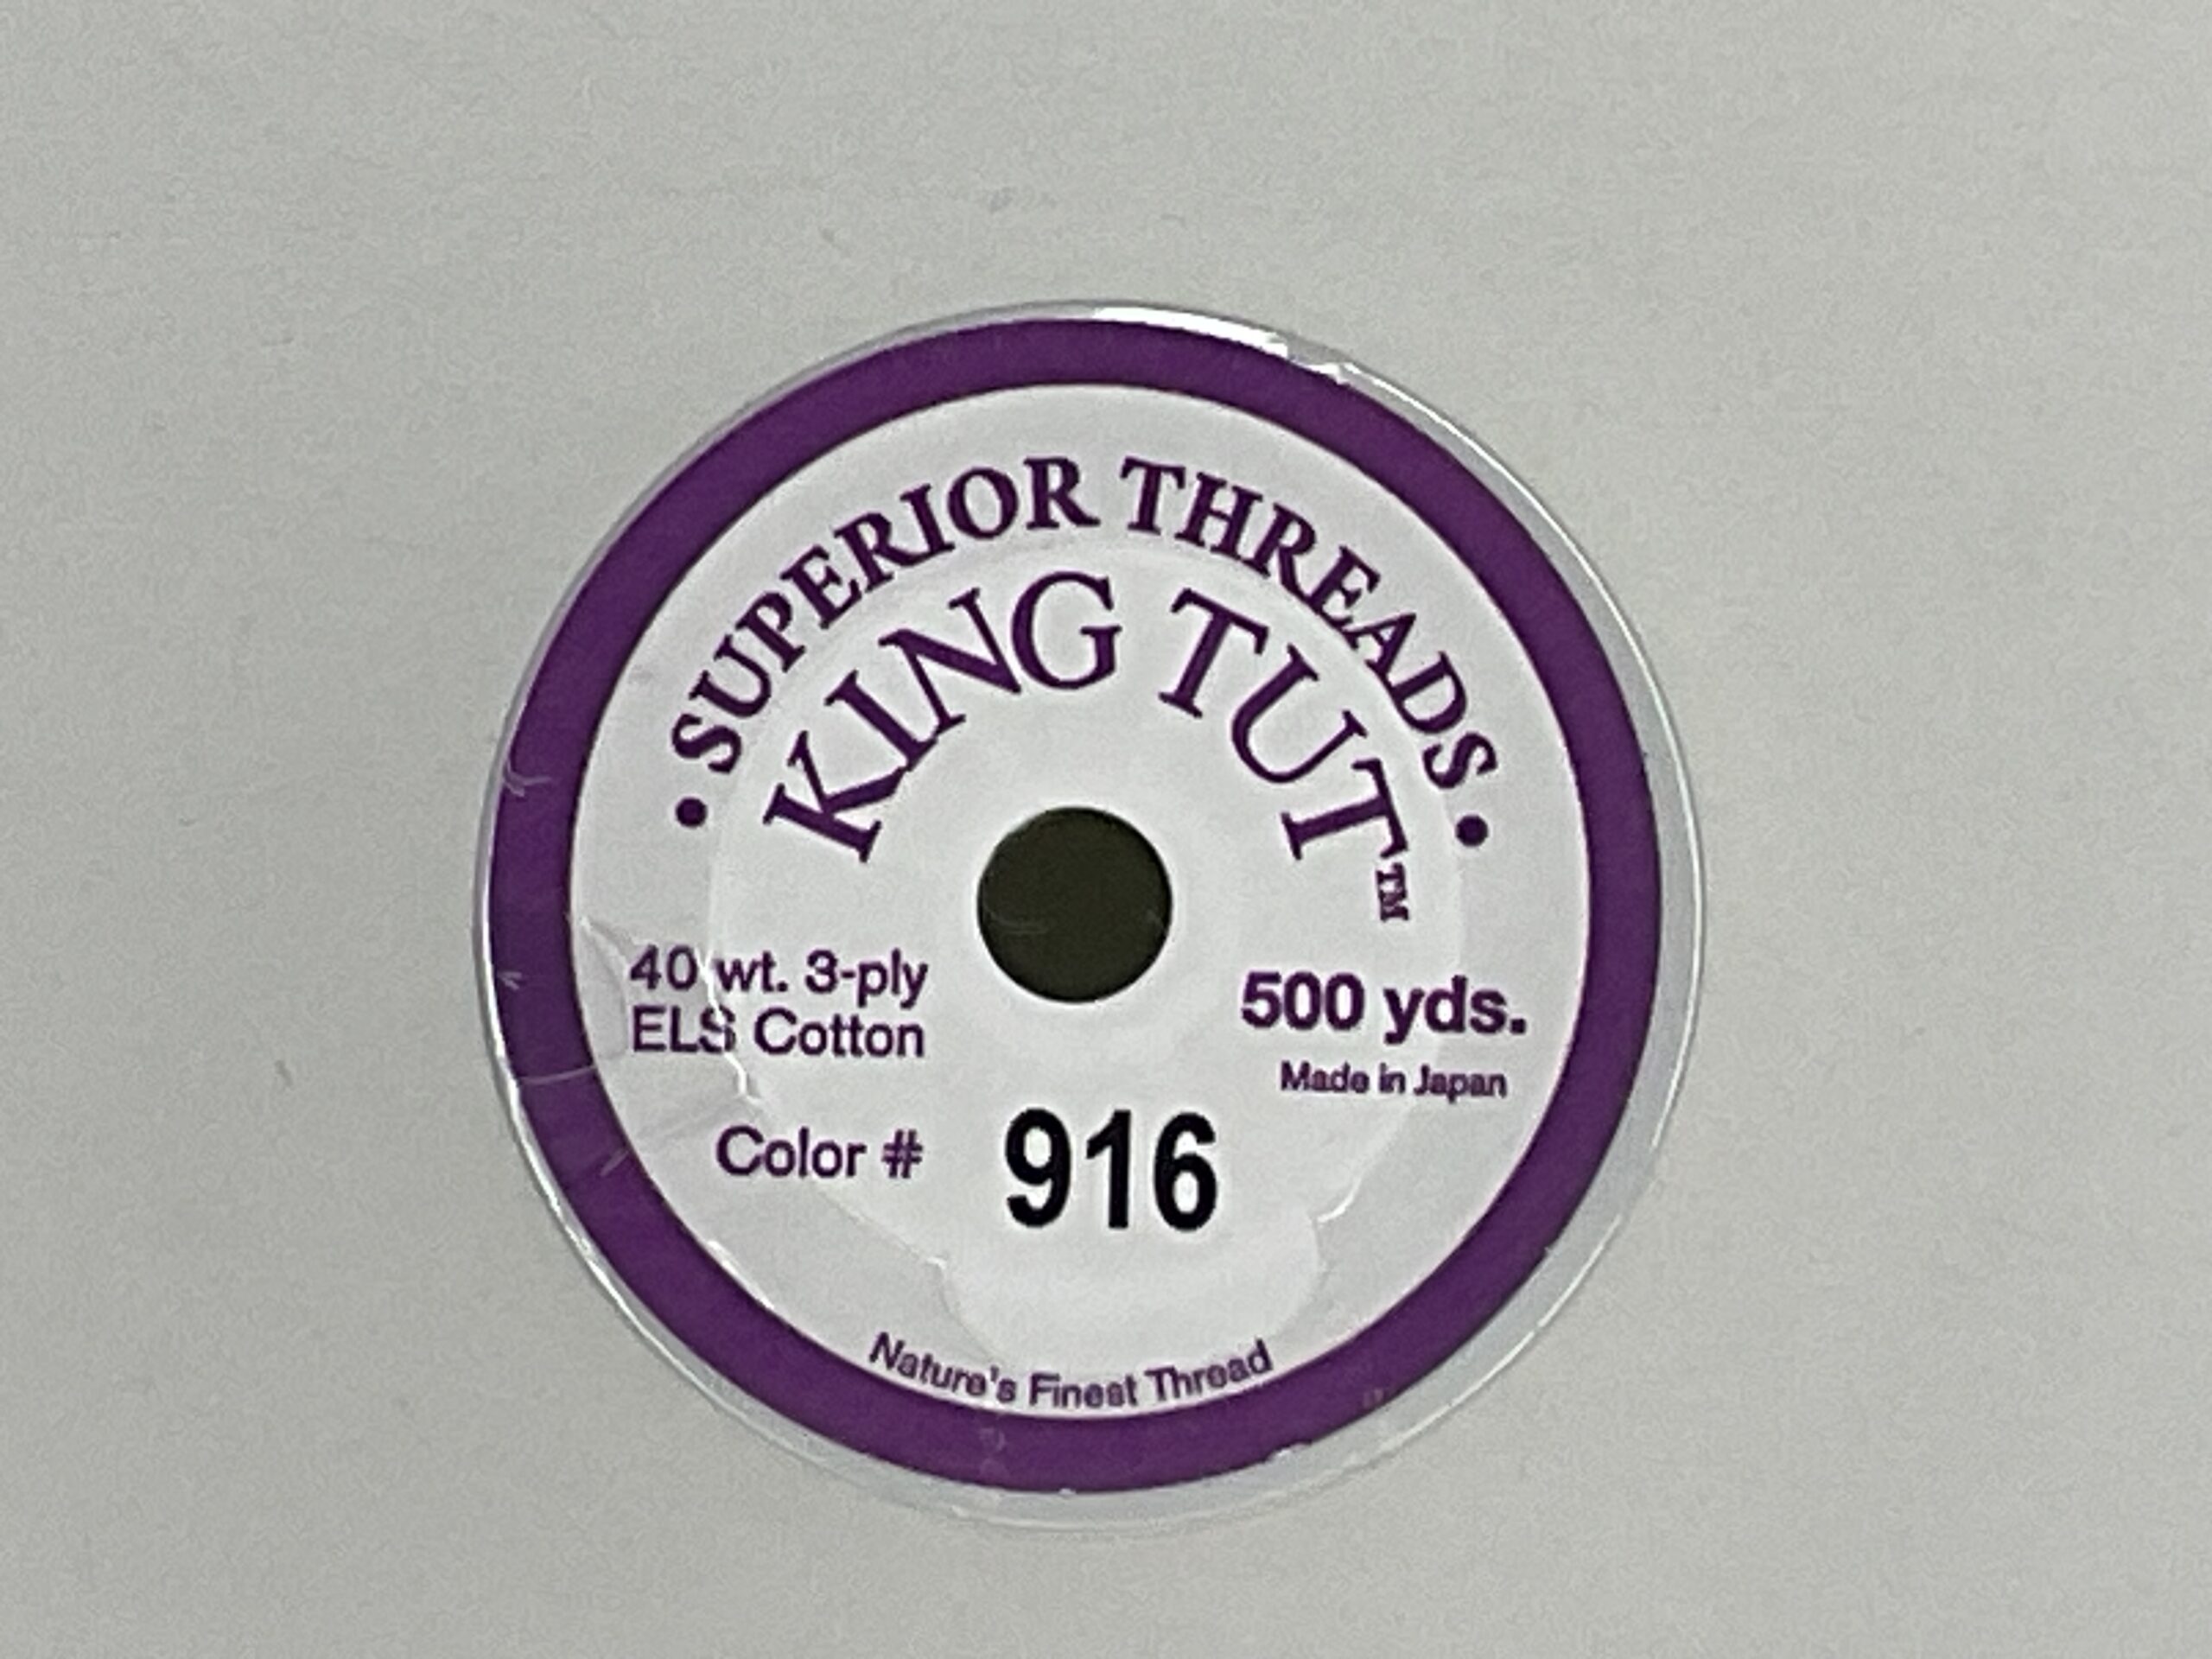 • SUPERIOR THREADS •
KING TUT™
40 wt. 3-ply
ELS Cotton
500 yds.
Made in Japan
Color # 916
Nature's Finest Thread